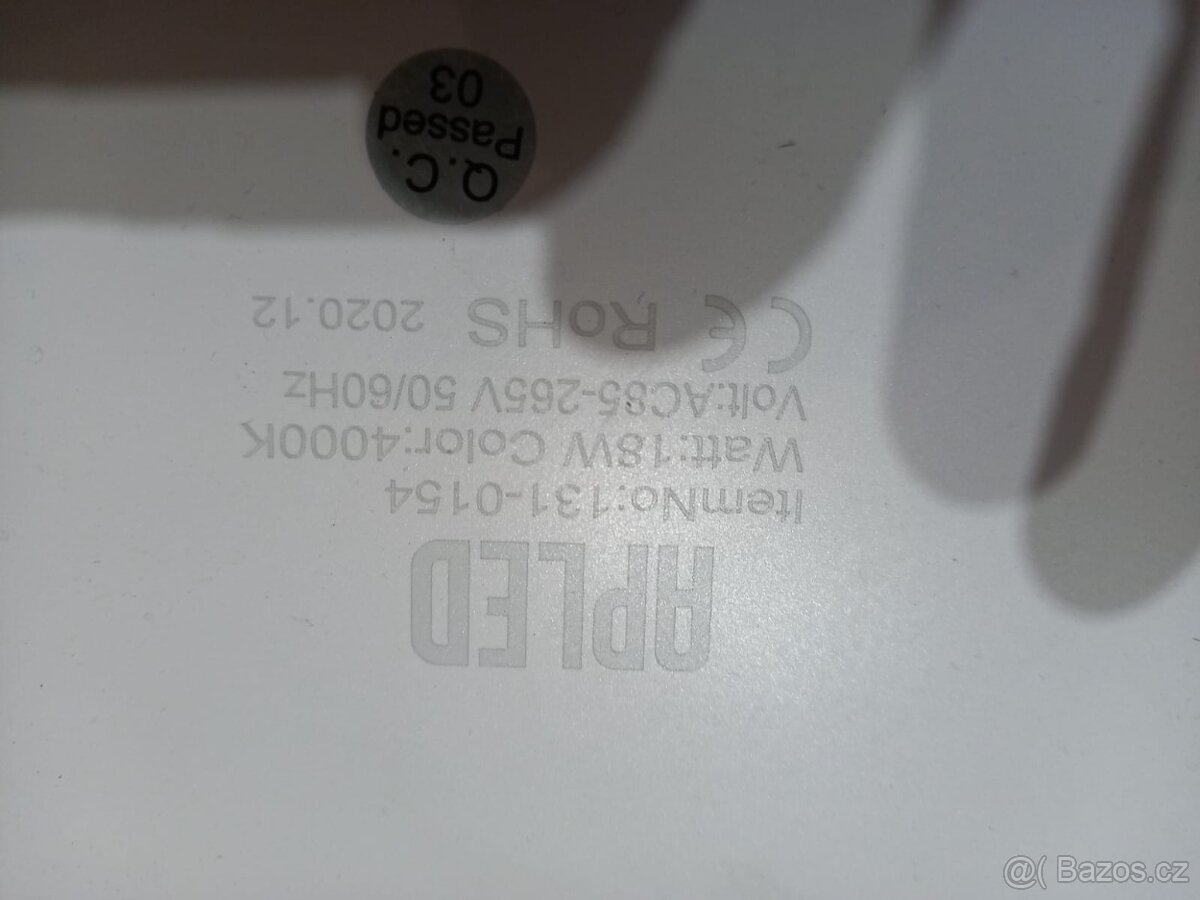 APLED
ItemNo:131-0154
Watt:18W Color:4000K
Volt:AC85-265V 50/60Hz
CE RoHS 2020.12
Q.C.
Passed
03
@( Bazos.cz